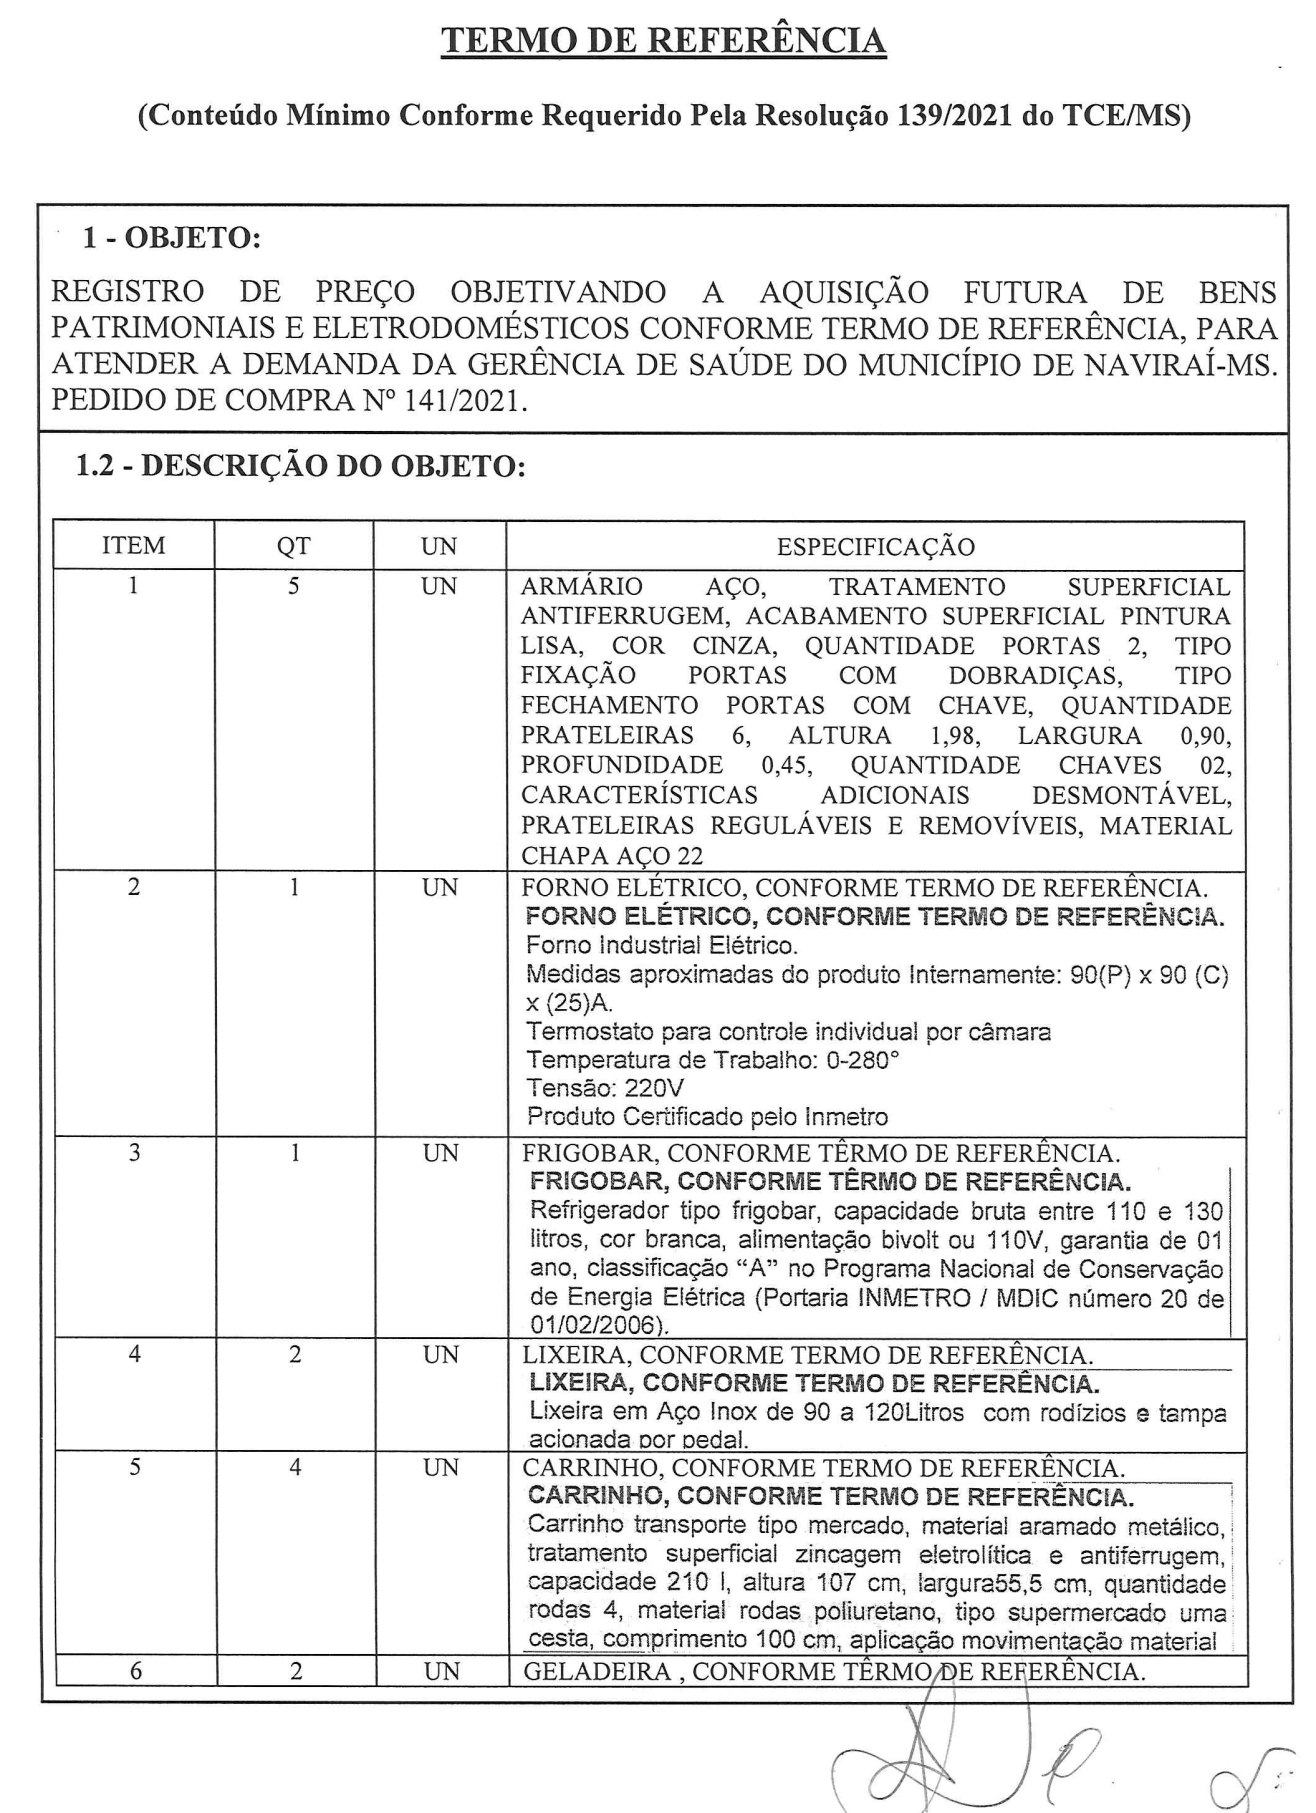 TERMO DE REFERÊNCIA
(Conteúdo Mínimo Conforme Requerido Pela Resolução 139/2021 do TCE/MS)
1 - OBJETO:
REGISTRO DE PREÇO OBJETIVANDO A AQUISIÇÃO FUTURA DE BENS
PATRIMONIAIS E ELETRODOMÉSTICOS CONFORME TERMO DE REFERÊNCIA, PARA
ATENDER A DEMANDA DA GERÊNCIA DE SAÚDE DO MUNICÍPIO DE NAVIRAÍ-MS.
PEDIDO DE COMPRA Nº 141/2021.
1.2 - DESCRIÇÃO DO OBJETO:
ITEM QT UN ESPECIFICAÇÃO
1 5 UN ARMÁRIO AÇO, TRATAMENTO SUPERFICIAL
ANTIFERRUGEM, ACABAMENTO SUPERFICIAL PINTURA
LISA, COR CINZA, QUANTIDADE PORTAS 2, TIPO
FIXAÇÃO PORTAS COM DOBRADIÇAS, TIPO
FECHAMENTO PORTAS COM CHAVE, QUANTIDADE
PRATELEIRAS 6, ALTURA 1,98, LARGURA 0,90,
PROFUNDIDADE 0,45, QUANTIDADE CHAVES 02,
CARACTERÍSTICAS ADICIONAIS DESMONTÁVEL,
PRATELEIRAS REGULÁVEIS E REMOVÍVEIS, MATERIAL
CHAPA AÇO 22
2 1 UN FORNO ELÉTRICO, CONFORME TERMO DE REFERÊNCIA.
FORNO ELÉTRICO, CONFORME TERMO DE REFERÊNCIA.
Forno Industrial Elétrico.
Medidas aproximadas do produto Internamente: 90(P) x 90 (C)
x (25)A.
Termostato para controle individual por câmara
Temperatura de Trabalho: 0-280°
Tensão: 220V
Produto Certificado pelo Inmetro
3 1 UN FRIGOBAR, CONFORME TÊRMO DE REFERÊNCIA.
FRIGOBAR, CONFORME TÊRMO DE REFERÊNCIA.
Refrigerador tipo frigobar, capacidade bruta entre 110 e 130
litros, cor branca, alimentação bivolt ou 110V, garantia de 01
ano, classificação “A” no Programa Nacional de Conservação
de Energia Elétrica (Portaria INMETRO / MDIC número 20 de
01/02/2006).
4 2 UN LIXEIRA, CONFORME TERMO DE REFERÊNCIA.
LIXEIRA, CONFORME TERMO DE REFERÊNCIA.
Lixeira em Aço Inox de 90 a 120Litros com rodízios e tampa
acionada por pedal.
5 4 UN CARRINHO, CONFORME TERMO DE REFERÊNCIA.
CARRINHO, CONFORME TERMO DE REFERÊNCIA.
Carrinho transporte tipo mercado, material aramado metálico,
tratamento superficial zincagem eletrolítica e antiferrugem,
capacidade 210 l, altura 107 cm, largura55,5 cm, quantidade
rodas 4, material rodas poliuretano, tipo supermercado uma
cesta, comprimento 100 cm, aplicação movimentação material
6 2 UN GELADEIRA , CONFORME TÊRMO DE REFERÊNCIA.